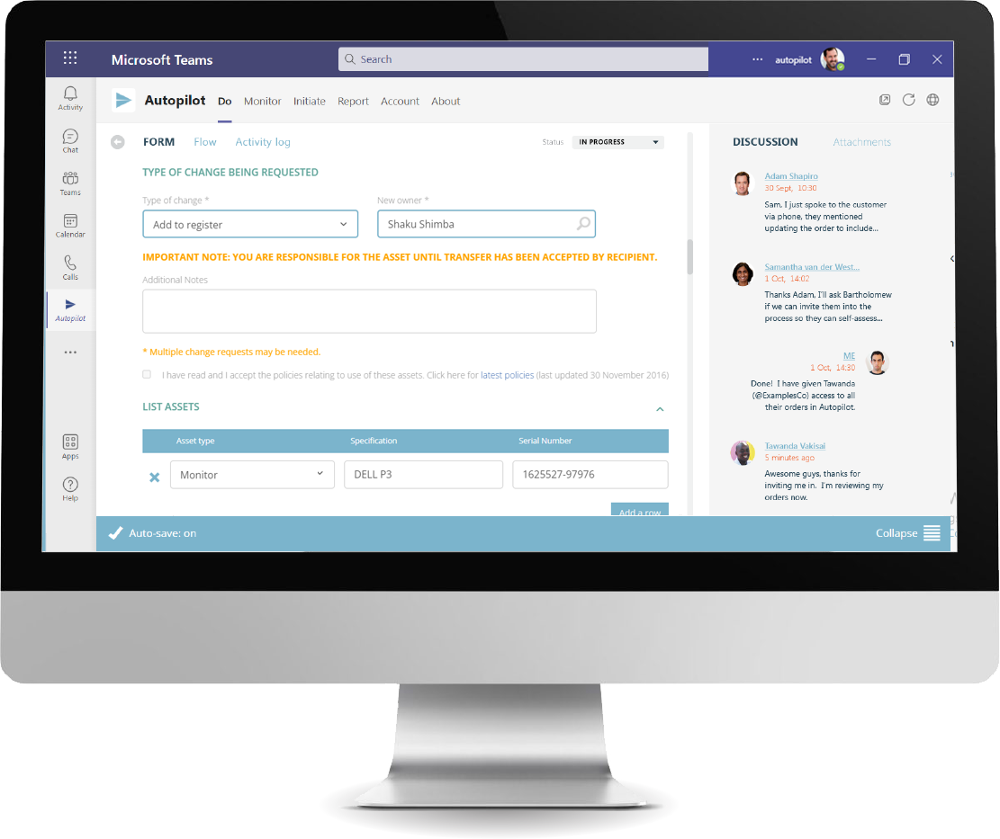 Microsoft Teams
Search
autopilot
Activity
Chat
Teams
Calendar
Calls
Autopilot
Apps
Help
Autopilot Do Monitor Initiate Report Account About
FORM Flow Activity log
Status IN PROGRESS
TYPE OF CHANGE BEING REQUESTED
Type of change * New owner *
Add to register Shaku Shimba
IMPORTANT NOTE: YOU ARE RESPONSIBLE FOR THE ASSET UNTIL TRANSFER HAS BEEN ACCEPTED BY RECIPIENT.
Additional Notes
* Multiple change requests may be needed.
I have read and I accept the policies relating to use of these assets. Click here for latest policies (last updated 30 November 2016)
LIST ASSETS
Asset type Specification Serial Number
Monitor DELL P3 1625527-97976
Add a row
Auto-save: on
Collapse
DISCUSSION Attachments
Adam Shapiro
30 Sept, 10:30
Sam, I just spoke to the customer
via phone, they mentioned
updating the order to include...
Samantha van der West...
1 Oct, 14:02
Thanks Adam, I'll ask Bartholomew
if we can invite them into the
process so they can self-assess...
ME
1 Oct, 14:30
Done! I have given Tawanda
(@ExamplesCo) access to all
their orders in Autopilot.
Tawanda Vakisai
5 minutes ago
Awesome guys, thanks for
inviting me in. I'm reviewing my
orders now.